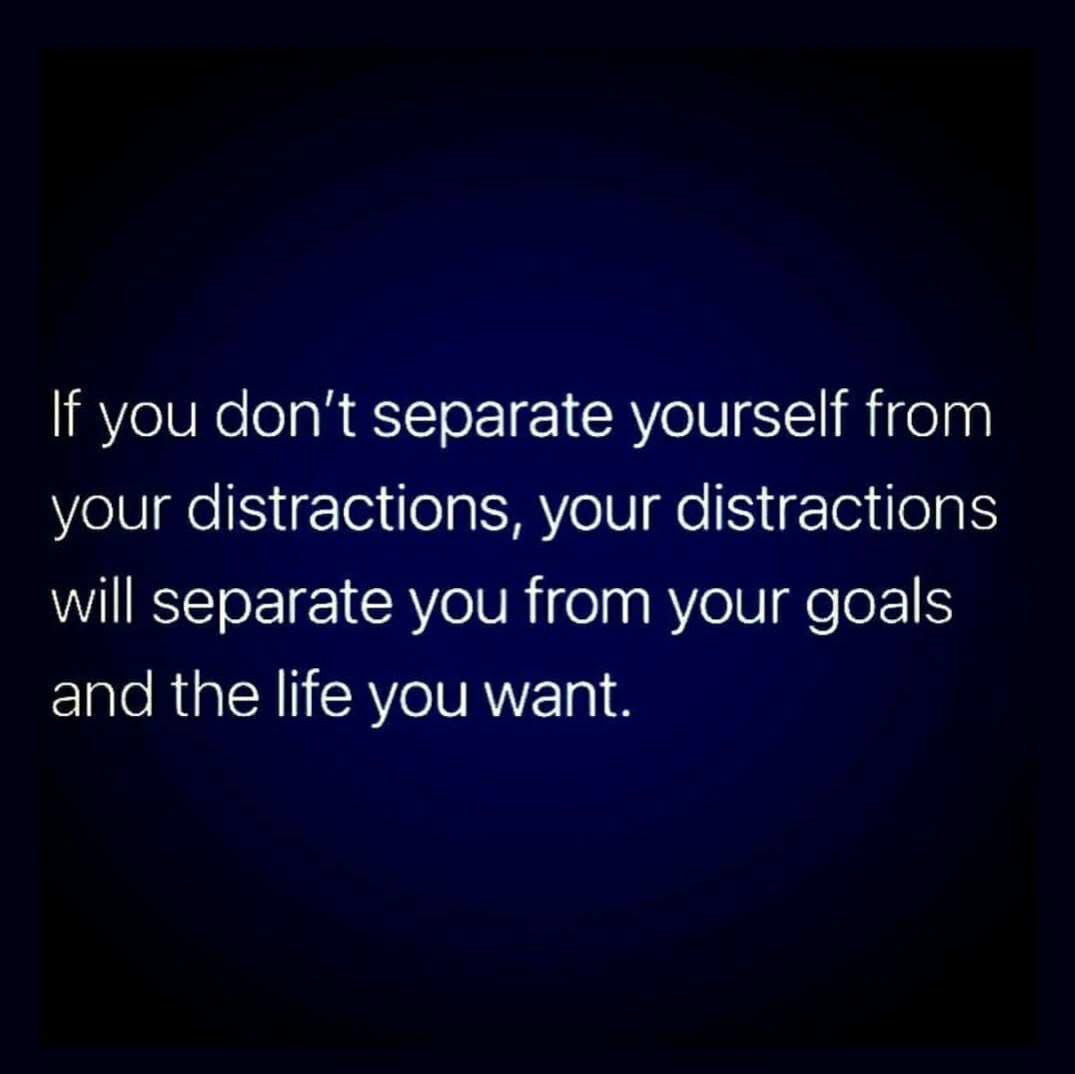 If you don't separate yourself from
your distractions, your distractions
will separate you from your goals
and the life you want.